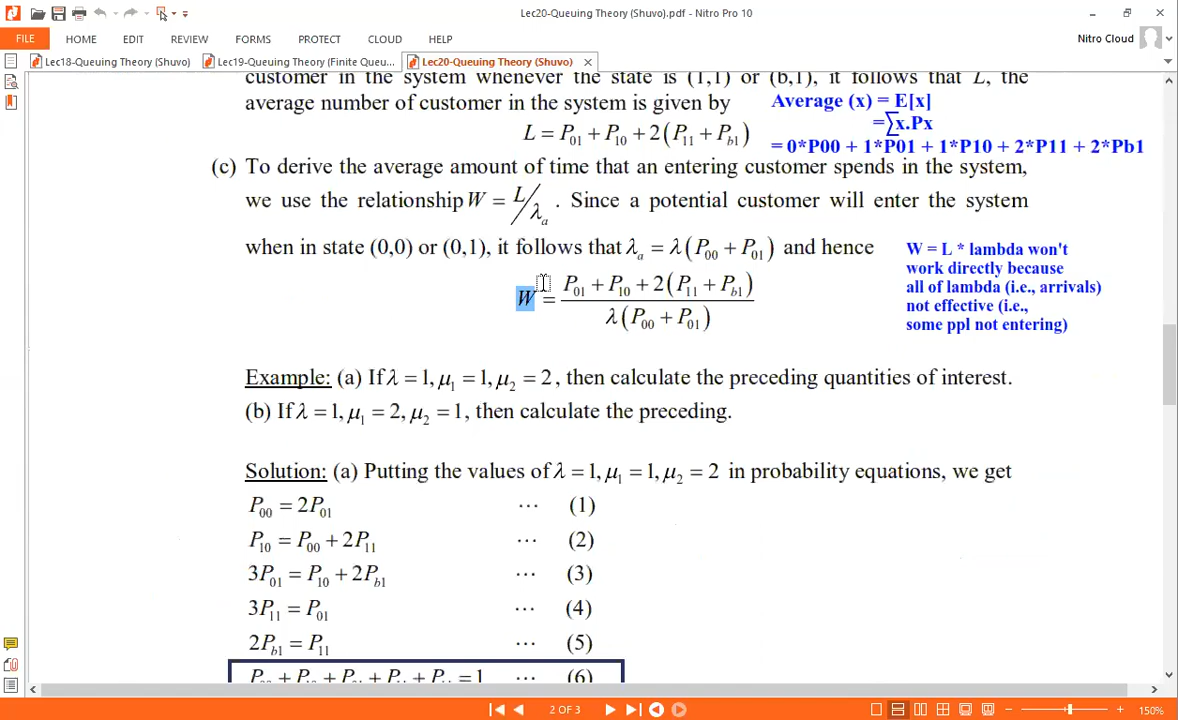 Lec20-Queuing Theory (Shuvo).pdf - Nitro Pro 10
FILE HOME EDIT REVIEW FORMS PROTECT CLOUD HELP Nitro Cloud
Lec18-Queuing Theory (Shuvo) Lec19-Queuing Theory (Finite Queu... Lec20-Queuing Theory (Shuvo)
customer in the system whenever the state is (1,1) or (b,1), it follows that L, the
average number of customer in the system is given by
L = P01 + P10 + 2(P11 + Pb1)
Average (x) = E[x]
=∑x.Px
= 0*P00 + 1*P01 + 1*P10 + 2*P11 + 2*Pb1
(c) To derive the average amount of time that an entering customer spends in the system,
we use the relationship W = L/λa . Since a potential customer will enter the system
when in state (0,0) or (0,1), it follows that λa = λ(P00 + P01) and hence
W = P01 + P10 + 2(P11 + Pb1)
λ(P00 + P01)
W = L * lambda won't
work directly because
all of lambda (i.e., arrivals)
not effective (i.e.,
some ppl not entering)
Example: (a) If λ = 1, μ1 = 1, μ2 = 2, then calculate the preceding quantities of interest.
(b) If λ = 1, μ1 = 2, μ2 = 1, then calculate the preceding.
Solution: (a) Putting the values of λ = 1, μ1 = 1, μ2 = 2 in probability equations, we get
P00 = 2P01 ⋯ (1)
P10 = P00 + 2P11 ⋯ (2)
3P01 = P10 + 2Pb1 ⋯ (3)
3P11 = P01 ⋯ (4)
2Pb1 = P11 ⋯ (5)
= 1 ⋯ (6)
2 OF 3
150%